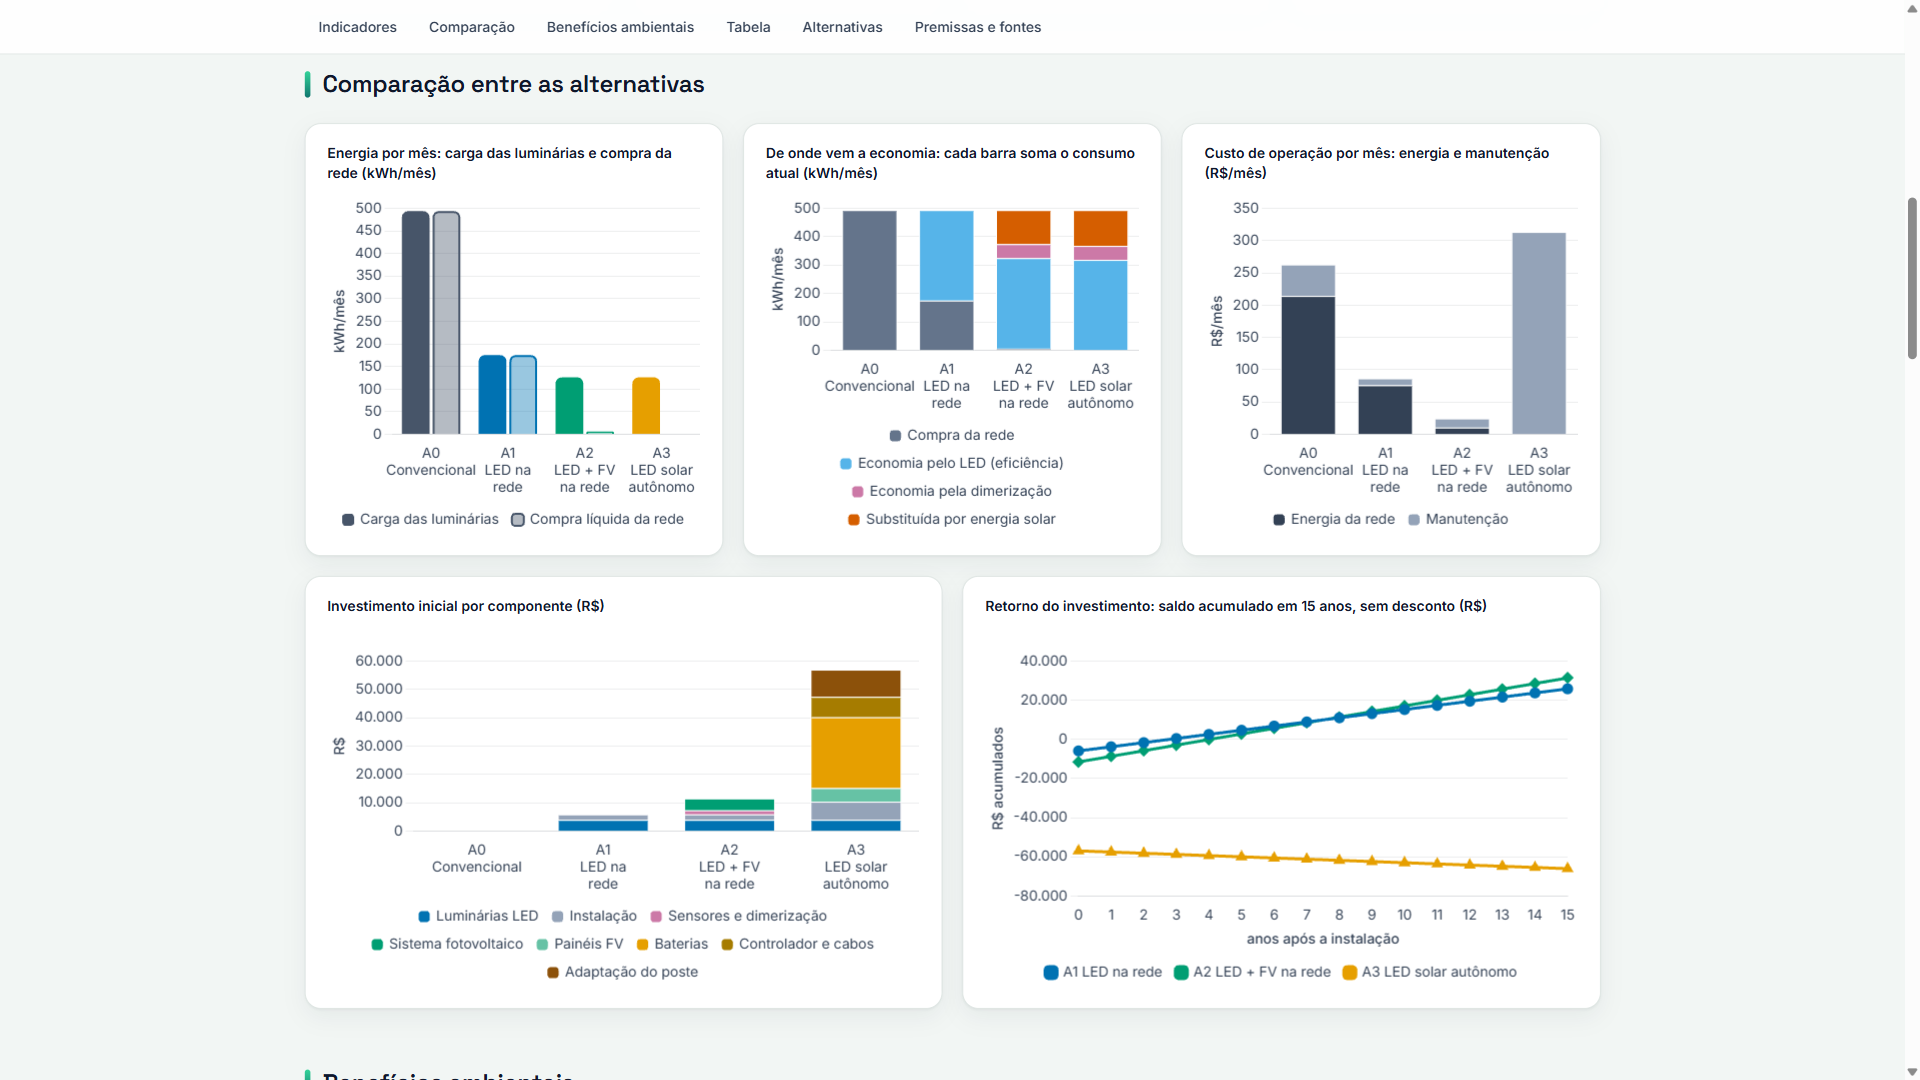 Indicadores Comparação Benefícios ambientais Tabela Alternativas Premissas e fontes
Comparação entre as alternativas
Energia por mês: carga das luminárias e compra da
rede (kWh/mês)
500
450
400
350
300
250
200
150
100
50
0
kWh/mês
A0 A1 A2 A3
Convencional LED na LED + FV LED solar
rede na rede autônomo
Carga das luminárias Compra líquida da rede
De onde vem a economia: cada barra soma o consumo
atual (kWh/mês)
500
400
300
200
100
0
kWh/mês
A0 A1 A2 A3
Convencional LED na LED + FV LED solar
rede na rede autônomo
Compra da rede
Economia pelo LED (eficiência)
Economia pela dimerização
Substituída por energia solar
Custo de operação por mês: energia e manutenção
(R$/mês)
350
300
250
200
150
100
50
0
R$/mês
A0 A1 A2 A3
Convencional LED na LED + FV LED solar
rede na rede autônomo
Energia da rede Manutenção
Investimento inicial por componente (R$)
60.000
50.000
40.000
30.000
20.000
10.000
0
R$
A0 A1 A2 A3
Convencional LED na LED + FV LED solar
rede na rede autônomo
Luminárias LED Instalação Sensores e dimerização
Sistema fotovoltaico Painéis FV Baterias Controlador e cabos
Adaptação do poste
Retorno do investimento: saldo acumulado em 15 anos, sem desconto (R$)
40.000
20.000
0
-20.000
-40.000
-60.000
-80.000
R$ acumulados
0 1 2 3 4 5 6 7 8 9 10 11 12 13 14 15
anos após a instalação
A1 LED na rede A2 LED + FV na rede A3 LED solar autônomo
Benefícios ambientais